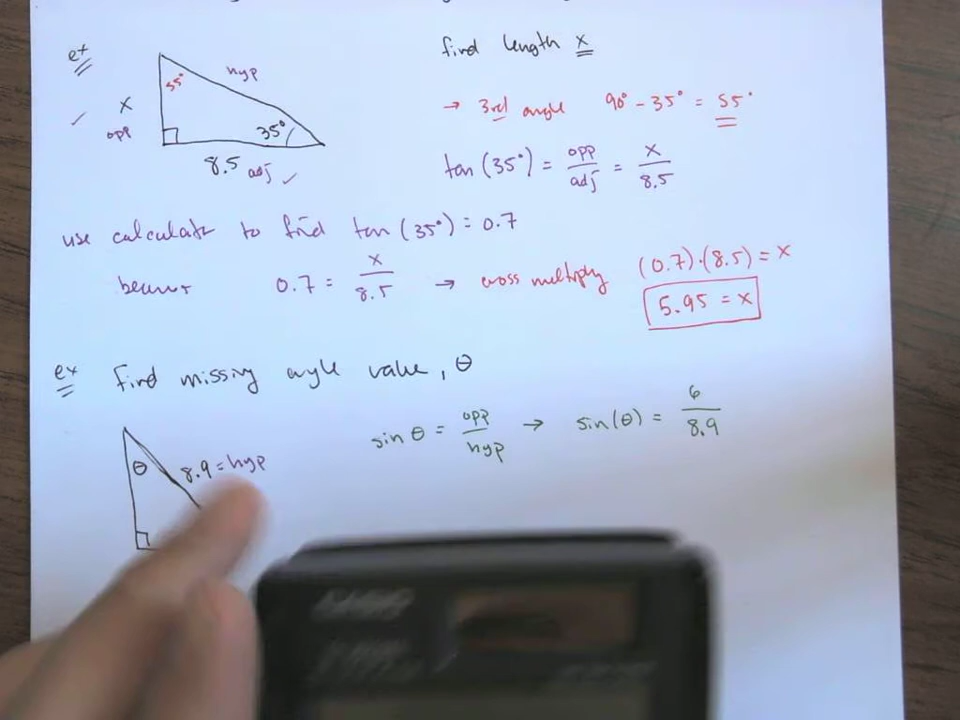 ex
find length x
55°
hyp
x
opp
35°
8.5 adj
→ 3rd angle 90° - 35° = 55°
tan (35°) = opp/adj = x/8.5
use calculator to find tan (35°) = 0.7
0.7 = x/8.5 → cross multiply (0.7)·(8.5) = x
5.95 = x
ex find missing angle value, θ
θ
8.9 = hyp
sin θ = opp/hyp → sin(θ) = 6/8.9